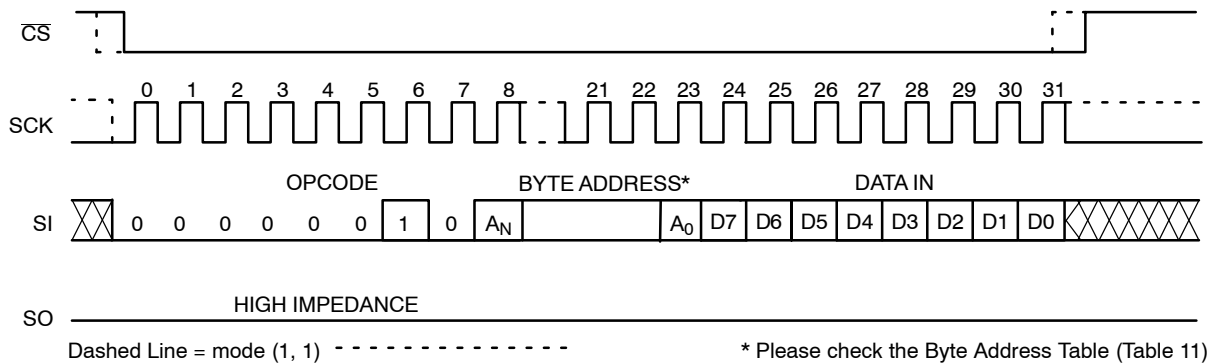 CS
0 1 2 3 4 5 6 7 8 21 22 23 24 25 26 27 28 29 30 31
SCK
OPCODE BYTE ADDRESS* DATA IN
SI 0 0 0 0 0 0 1 0 AN A0 D7 D6 D5 D4 D3 D2 D1 D0
HIGH IMPEDANCE
SO
Dashed Line = mode (1, 1) * Please check the Byte Address Table (Table 11)